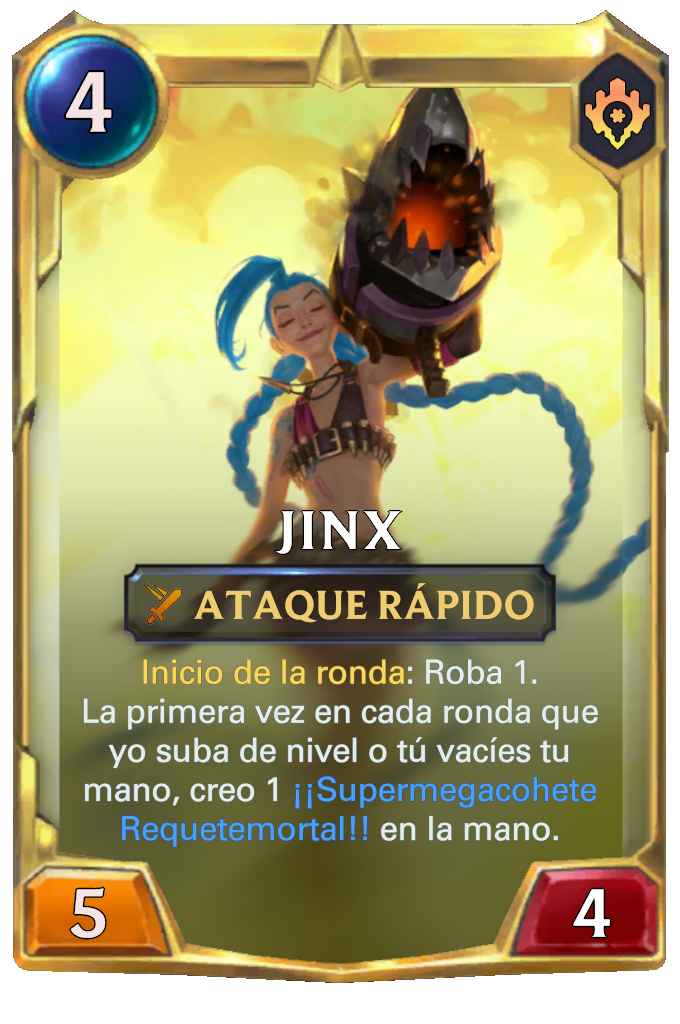 4
JINX
ATAQUE RÁPIDO
Inicio de la ronda: Roba 1.
La primera vez en cada ronda que
yo suba de nivel o tú vacíes tu
mano, creo 1 ¡¡Supermegacohete
Requetemortal!! en la mano.
5
4